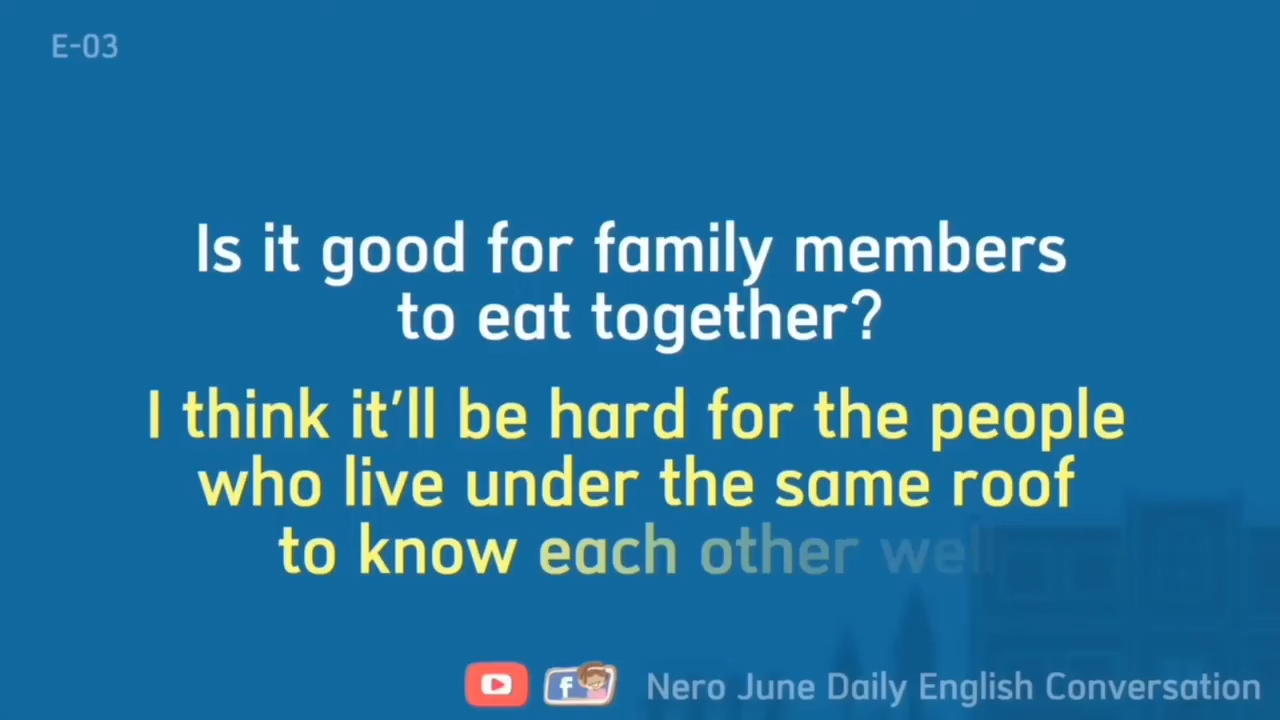 E-03
Is it good for family members
to eat together?
I think it'll be hard for the people
who live under the same roof
to know each other well
Nero June Daily English Conversation